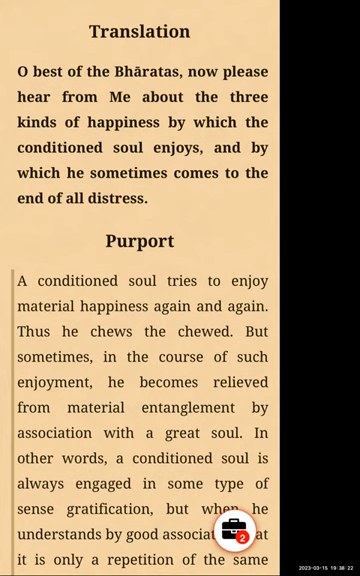 Translation
O best of the Bhāratas, now please
hear from Me about the three
kinds of happiness by which the
conditioned soul enjoys, and by
which he sometimes comes to the
end of all distress.
Purport
A conditioned soul tries to enjoy
material happiness again and again.
Thus he chews the chewed. But
sometimes, in the course of such
enjoyment, he becomes relieved
from material entanglement by
association with a great soul. In
other words, a conditioned soul is
always engaged in some type of
sense gratification, but when he
understands by good associat at
it is only a repetition of the same
2
2023-03-15 19:38:22